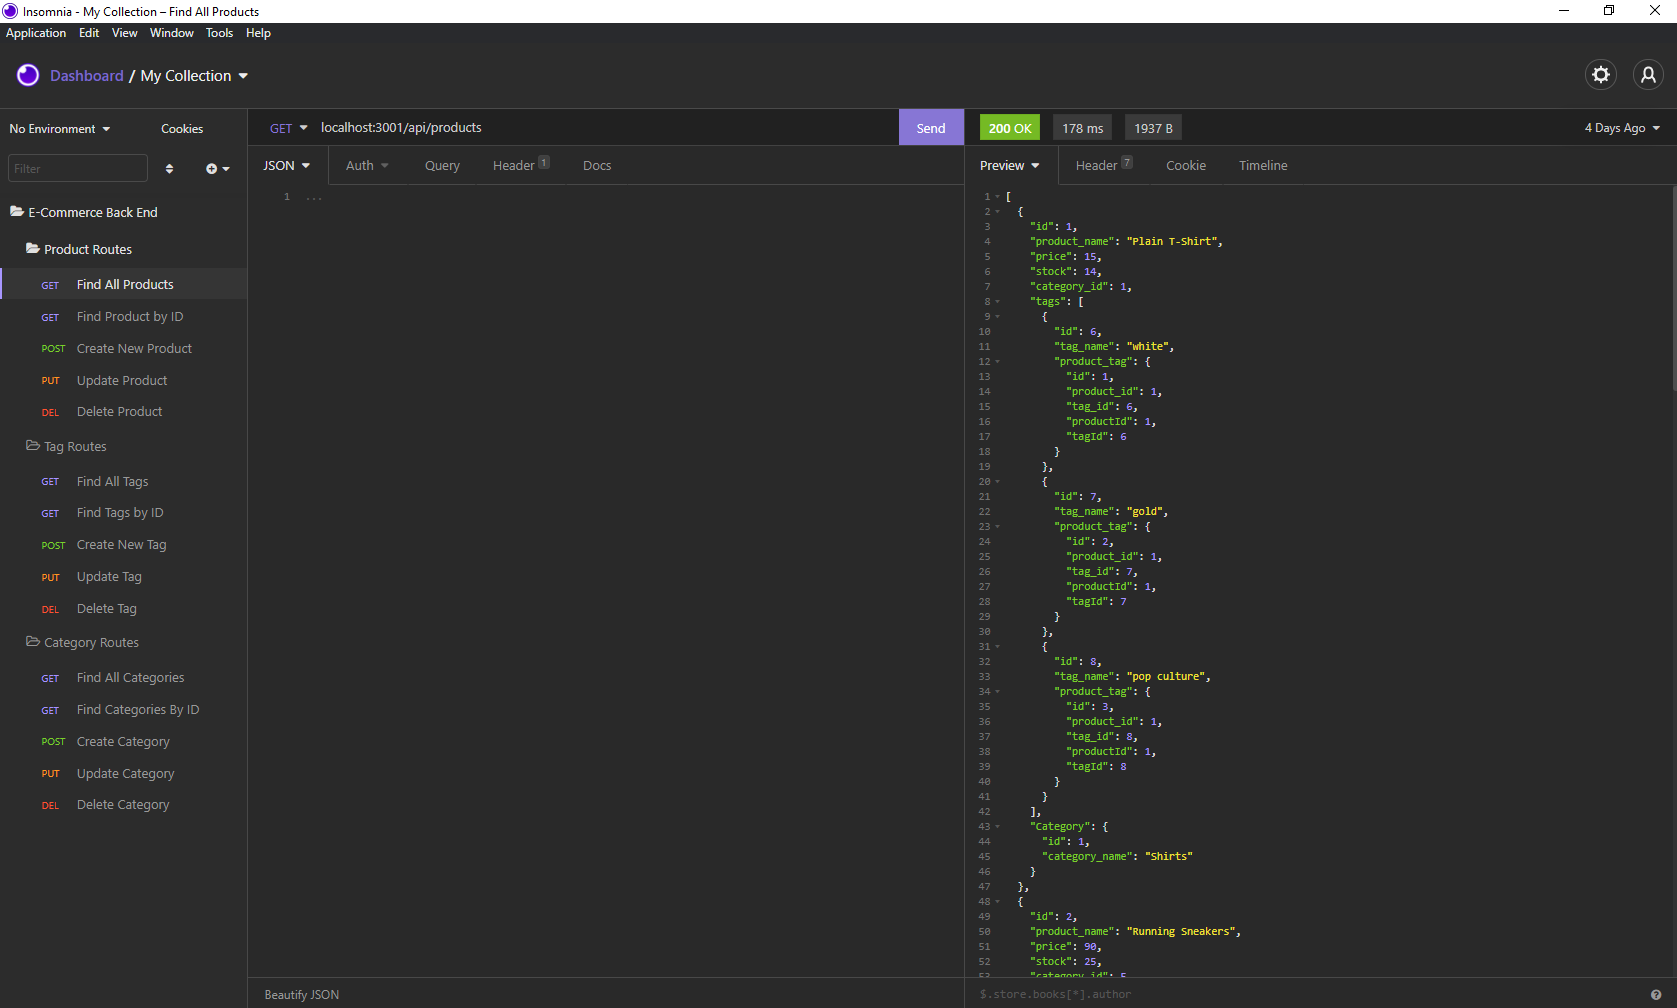 Insomnia - My Collection – Find All Products
Application Edit View Window Tools Help
Dashboard / My Collection
No Environment Cookies
Filter
E-Commerce Back End
Product Routes
GET Find All Products
GET Find Product by ID
POST Create New Product
PUT Update Product
DEL Delete Product
Tag Routes
GET Find All Tags
GET Find Tags by ID
POST Create New Tag
PUT Update Tag
DEL Delete Tag
Category Routes
GET Find All Categories
GET Find Categories By ID
POST Create Category
PUT Update Category
DEL Delete Category
GET localhost:3001/api/products Send
JSON Auth Query Header 1 Docs
1 ...
Beautify JSON
200 OK 178 ms 1937 B 4 Days Ago
Preview Header 7 Cookie Timeline
1 [
2 {
3 "id": 1,
4 "product_name": "Plain T-Shirt",
5 "price": 15,
6 "stock": 14,
7 "category_id": 1,
8 "tags": [
9 {
10 "id": 6,
11 "tag_name": "white",
12 "product_tag": {
13 "id": 1,
14 "product_id": 1,
15 "tag_id": 6,
16 "productId": 1,
17 "tagId": 6
18 }
19 },
20 {
21 "id": 7,
22 "tag_name": "gold",
23 "product_tag": {
24 "id": 2,
25 "product_id": 1,
26 "tag_id": 7,
27 "productId": 1,
28 "tagId": 7
29 }
30 },
31 {
32 "id": 8,
33 "tag_name": "pop culture",
34 "product_tag": {
35 "id": 3,
36 "product_id": 1,
37 "tag_id": 8,
38 "productId": 1,
39 "tagId": 8
40 }
41 }
42 ],
43 "Category": {
44 "id": 1,
45 "category_name": "Shirts"
46 }
47 },
48 {
49 "id": 2,
50 "product_name": "Running Sneakers",
51 "price": 90,
52 "stock": 25,
53 "category_id": 5
$.store.books[*].author